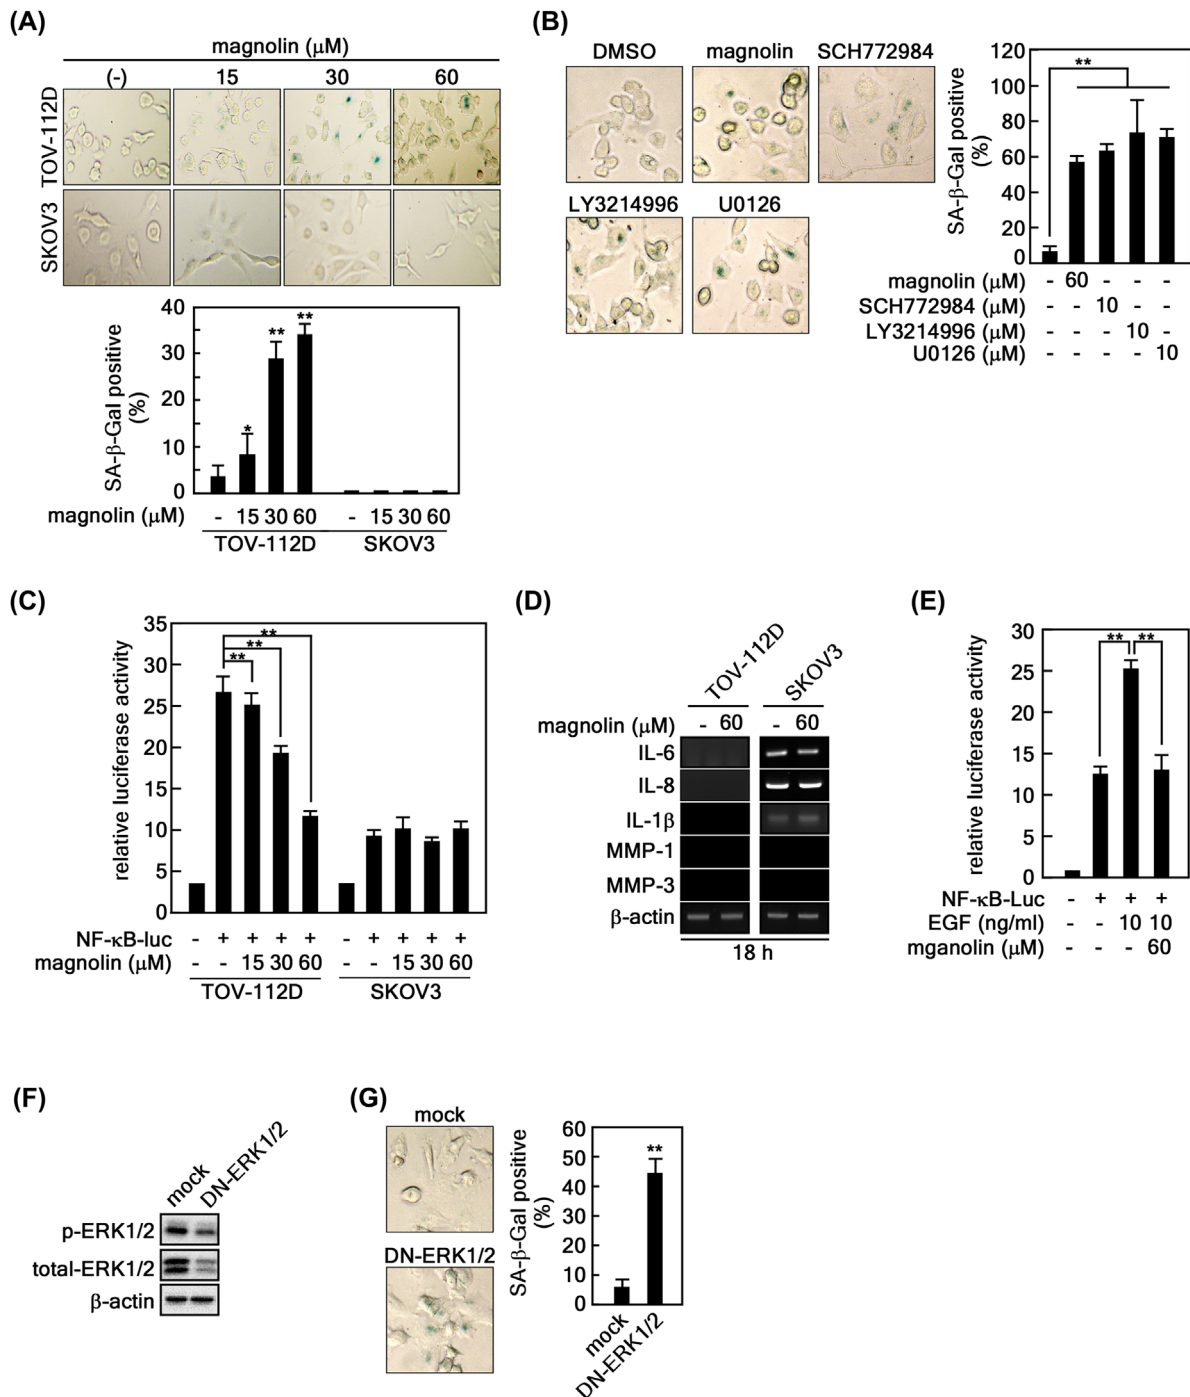 (A)
magnolin (μM)
(-) 15 30 60
TOV-112D
SKOV3
40
30
20
10
0
SA-β-Gal positive
(%)
* ** **
magnolin (μM) - 15 30 60 - 15 30 60
TOV-112D SKOV3
(B)
DMSO magnolin SCH772984
LY3214996 U0126
120
100
80
60
40
20
0
SA-β-Gal positive
(%)
**
magnolin (μM) - 60 - - -
SCH772984 (μM) - - 10 - -
LY3214996 (μM) - - - 10 -
U0126 (μM) - - - - 10
(C)
35
30
25
20
15
10
5
0
relative luciferase activity
**
**
**
NF-κB-luc - + + + + - + + + +
magnolin (μM) - - 15 30 60 - - 15 30 60
TOV-112D SKOV3
(D)
TOV-112D SKOV3
magnolin (μM) - 60 - 60
IL-6
IL-8
IL-1β
MMP-1
MMP-3
β-actin
18 h
(E)
30
25
20
15
10
5
0
relative luciferase activity
** **
NF-κB-Luc - + + +
EGF (ng/ml) - - 10 10
mganolin (μM) - - - 60
(F)
mock DN-ERK1/2
p-ERK1/2
total-ERK1/2
β-actin
(G)
mock
DN-ERK1/2
60
50
40
30
20
10
0
SA-β-Gal positive
(%)
**
mock DN-ERK1/2